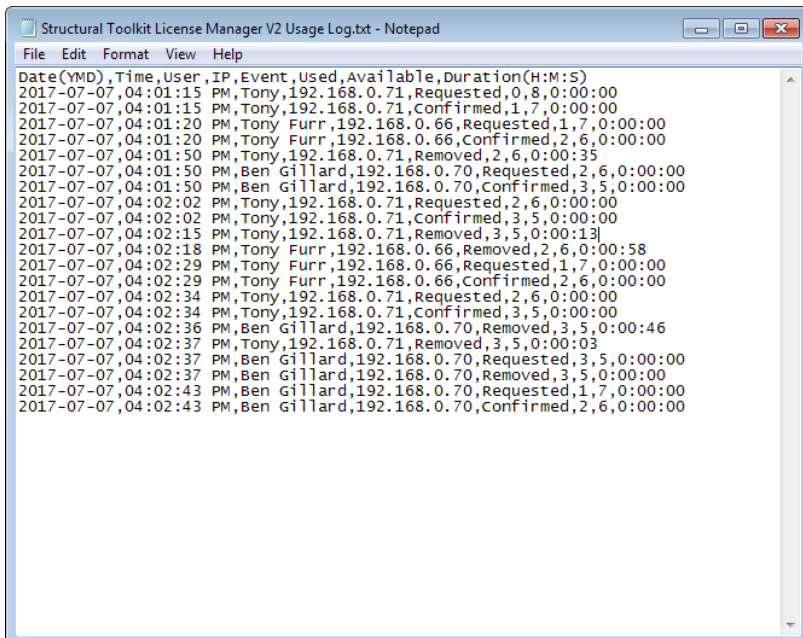 Structural Toolkit License Manager V2 Usage Log.txt - Notepad
File Edit Format View Help
Date(YMD),Time,User,IP,Event,Used,Available,Duration(H:M:S)
2017-07-07,04:01:15 PM,Tony,192.168.0.71,Requested,0,8,0:00:00
2017-07-07,04:01:15 PM,Tony,192.168.0.71,Confirmed,1,7,0:00:00
2017-07-07,04:01:20 PM,Tony Furr,192.168.0.66,Requested,1,7,0:00:00
2017-07-07,04:01:20 PM,Tony Furr,192.168.0.66,Confirmed,2,6,0:00:00
2017-07-07,04:01:50 PM,Tony,192.168.0.71,Removed,2,6,0:00:35
2017-07-07,04:01:50 PM,Ben Gillard,192.168.0.70,Requested,2,6,0:00:00
2017-07-07,04:01:50 PM,Ben Gillard,192.168.0.70,Confirmed,3,5,0:00:00
2017-07-07,04:02:02 PM,Tony,192.168.0.71,Requested,2,6,0:00:00
2017-07-07,04:02:02 PM,Tony,192.168.0.71,Confirmed,3,5,0:00:00
2017-07-07,04:02:15 PM,Tony,192.168.0.71,Removed,3,5,0:00:13
2017-07-07,04:02:18 PM,Tony Furr,192.168.0.66,Removed,2,6,0:00:58
2017-07-07,04:02:29 PM,Tony Furr,192.168.0.66,Requested,1,7,0:00:00
2017-07-07,04:02:29 PM,Tony Furr,192.168.0.66,Confirmed,2,6,0:00:00
2017-07-07,04:02:34 PM,Tony,192.168.0.71,Requested,2,6,0:00:00
2017-07-07,04:02:34 PM,Tony,192.168.0.71,Confirmed,3,5,0:00:00
2017-07-07,04:02:36 PM,Ben Gillard,192.168.0.70,Removed,3,5,0:00:46
2017-07-07,04:02:37 PM,Tony,192.168.0.71,Removed,3,5,0:00:03
2017-07-07,04:02:37 PM,Ben Gillard,192.168.0.70,Requested,3,5,0:00:00
2017-07-07,04:02:37 PM,Ben Gillard,192.168.0.70,Removed,3,5,0:00:00
2017-07-07,04:02:43 PM,Ben Gillard,192.168.0.70,Requested,1,7,0:00:00
2017-07-07,04:02:43 PM,Ben Gillard,192.168.0.70,Confirmed,2,6,0:00:00